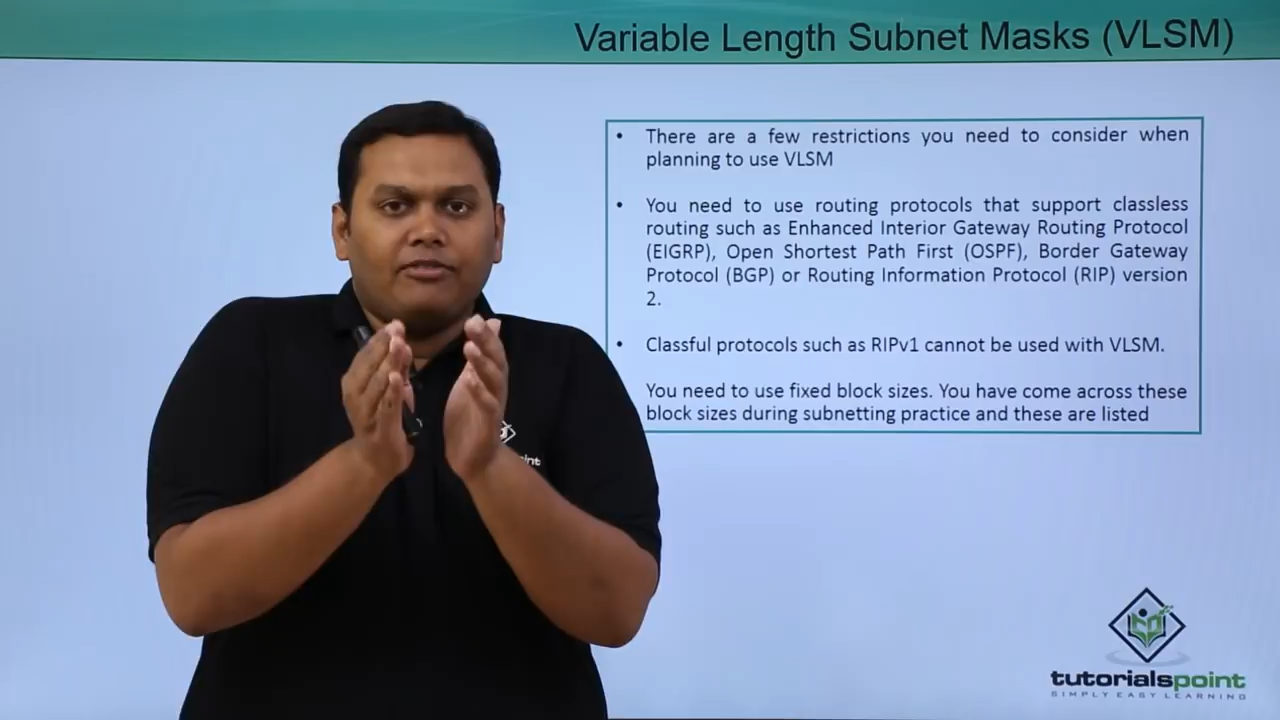 Variable Length Subnet Masks (VLSM)
• There are a few restrictions you need to consider when
planning to use VLSM
• You need to use routing protocols that support classless
routing such as Enhanced Interior Gateway Routing Protocol
(EIGRP), Open Shortest Path First (OSPF), Border Gateway
Protocol (BGP) or Routing Information Protocol (RIP) version
2.
• Classful protocols such as RIPv1 cannot be used with VLSM.
You need to use fixed block sizes. You have come across these
block sizes during subnetting practice and these are listed
tutorialspoint
SIMPLY EASY LEARNING